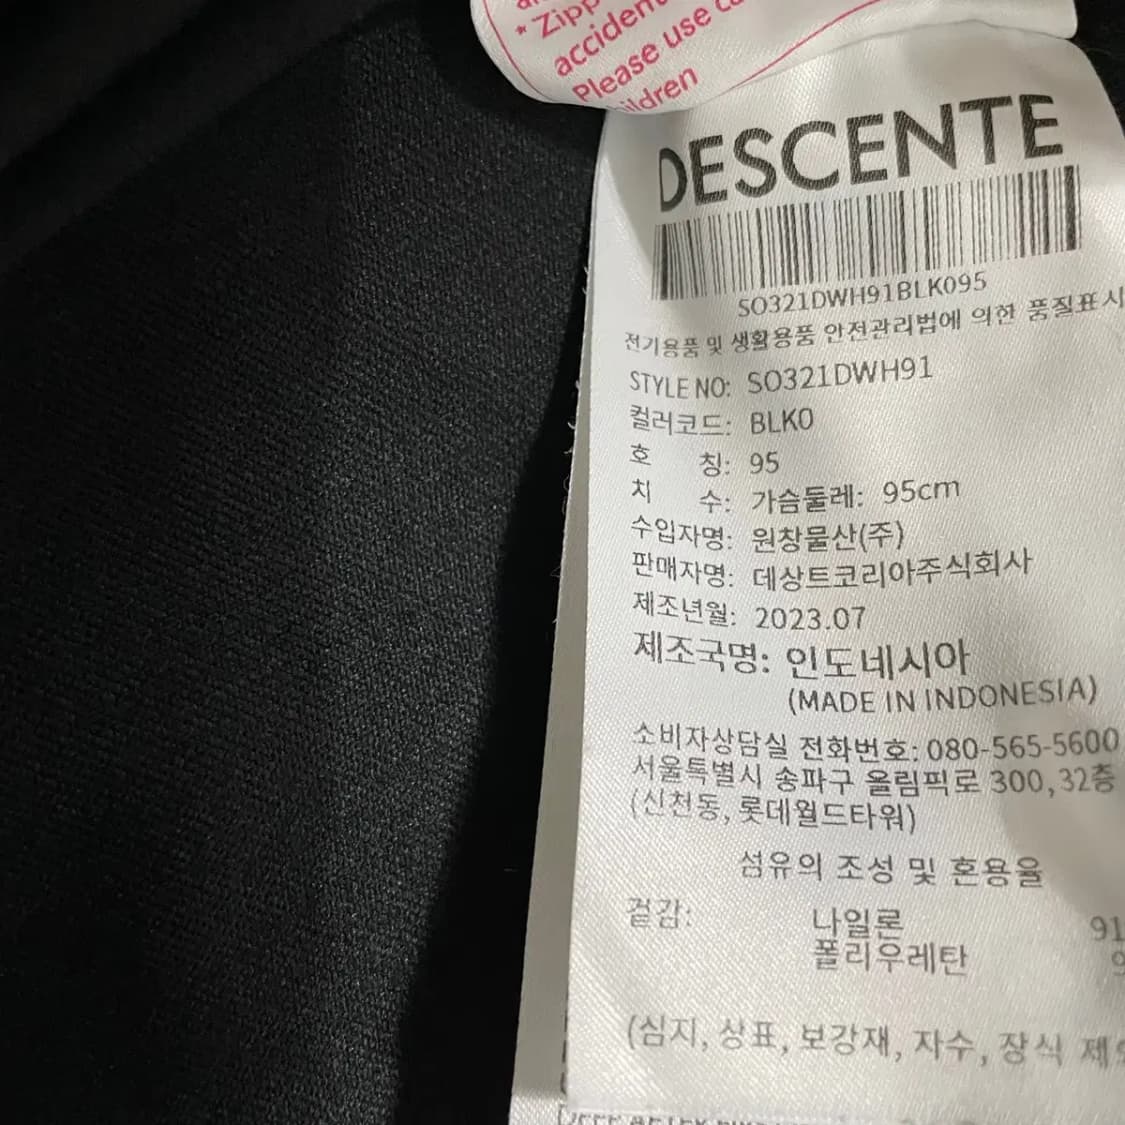 * Zipp
accident
Please use ca
ildren
DESCENTE
SO321DWH91BLK095
전기용품 및 생활용품 안전관리법에 의한 품질표시
STYLE NO: SO321DWH91
컬러코드: BLK0
호 칭: 95
치 수: 가슴둘레: 95cm
수입자명: 원창물산(주)
판매자명: 데상트코리아주식회사
제조년월: 2023.07
제조국명: 인도네시아
(MADE IN INDONESIA)
소비자상담실 전화번호: 080-565-5600
서울특별시 송파구 올림픽로 300, 32층
(신천동, 롯데월드타워)
섬유의 조성 및 혼용율
겉감: 나일론 91
폴리우레탄 9
(심지, 상표, 보강재, 자수, 장식 제외